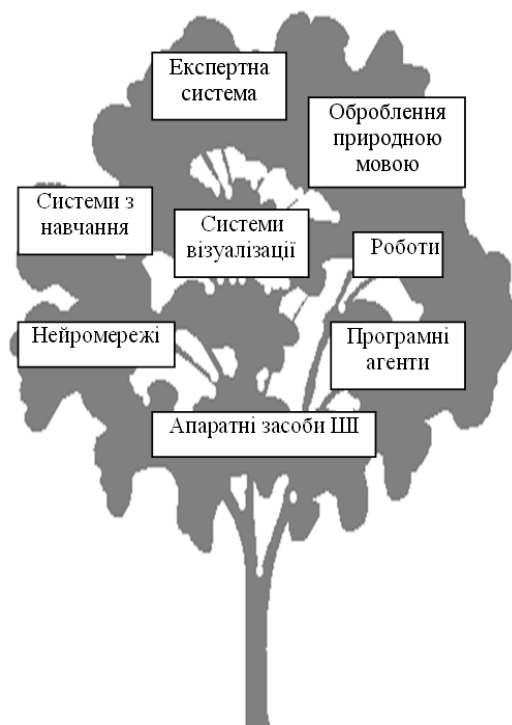 Експертна
система
Оброблення
природною
мовою
Системи з
навчання
Системи
візуалізації
Роботи
Нейромережі
Програмні
агенти
Апаратні засоби ШІ